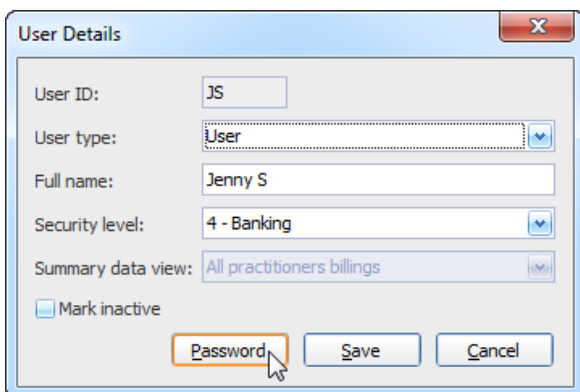 User Details
User ID: JS
User type: User
Full name: Jenny S
Security level: 4 - Banking
Summary data view: All practitioners billings
Mark inactive
Password Save Cancel